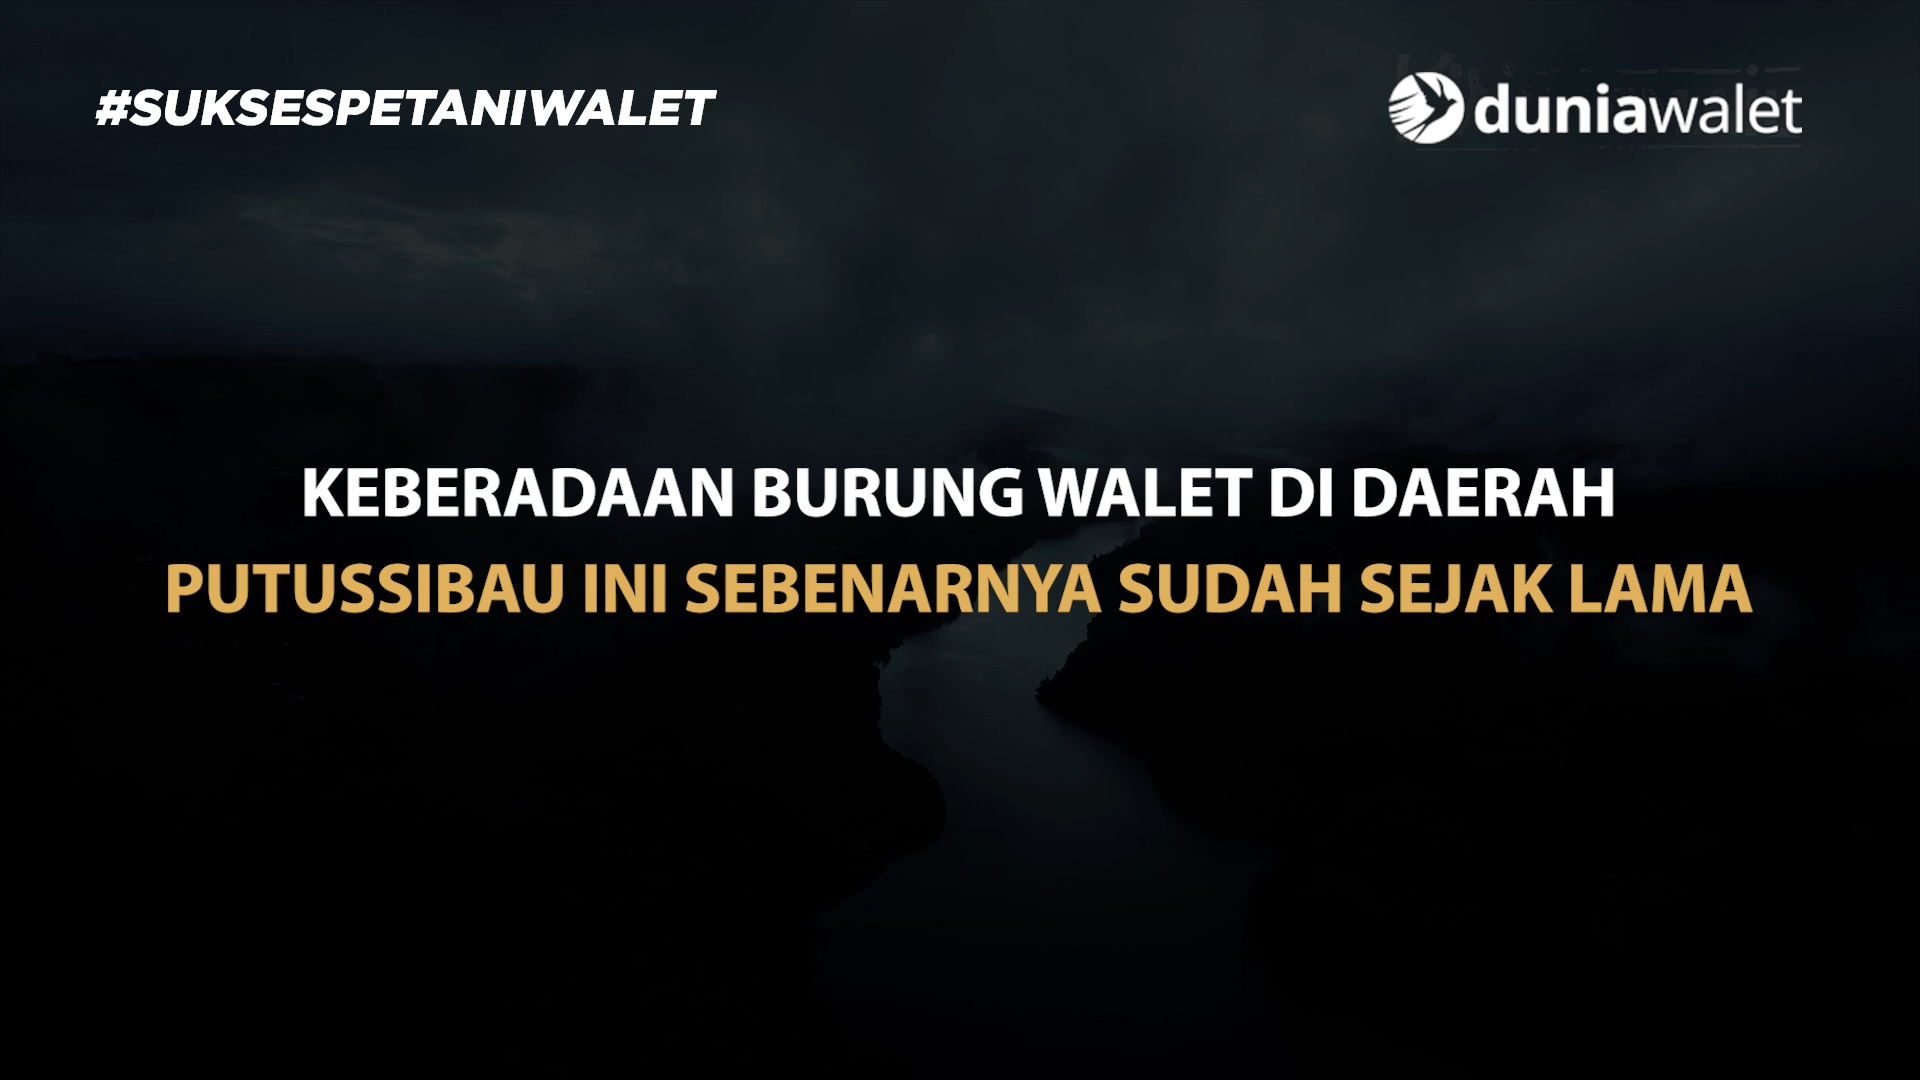 #SUKSESPETANIWALET
duniawalet
KEBERADAAN BURUNG WALET DI DAERAH
PUTUSSIBAU INI SEBENARNYA SUDAH SEJAK LAMA